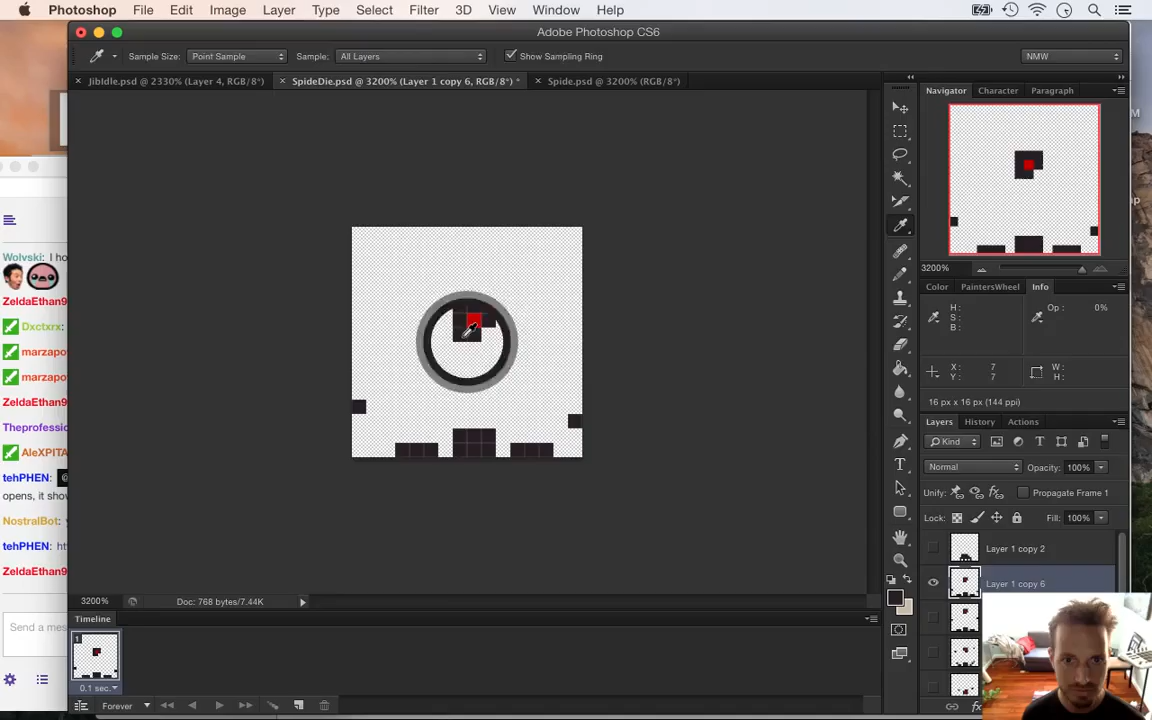 Photoshop File Edit Image Layer Type Select Filter 3D View Window Help
Adobe Photoshop CS6
Sample Size: Point Sample Sample: All Layers Show Sampling Ring NMW
JibIdle.psd @ 2330% (Layer 4, RGB/8*) SpideDie.psd @ 3200% (Layer 1 copy 6, RGB/8*) * Spide.psd @ 3200% (RGB/8*)
Navigator Character Paragraph
3200%
Color PaintersWheel Info
H: Op: 0%
S:
B:
X: 7 W:
Y: 7 H:
16 px x 16 px (144 ppi)
Layers History Actions
Kind
Normal Opacity: 100%
Unify: Propagate Frame 1
Lock: Fill: 100%
Layer 1 copy 2
Layer 1 copy 6
Wolvski: I ho
ZeldaEthan9
Dxctxrx:
marzapo
marzapo
ZeldaEthan9
Theprofessio
AleXPITA
tehPHEN:
opens, it show
NostralBot:
tehPHEN: ht
ZeldaEthan9
Send a mes
3200% Doc: 768 bytes/7.44K
Timeline
1
0.1 sec.
Forever